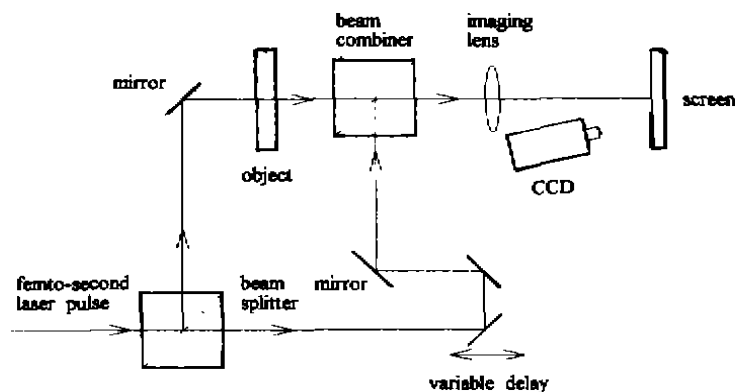 beam
combiner
imaging
lens
mirror
screen
object
CCD
femto-second
laser pulse
beam
splitter
mirror
variable delay